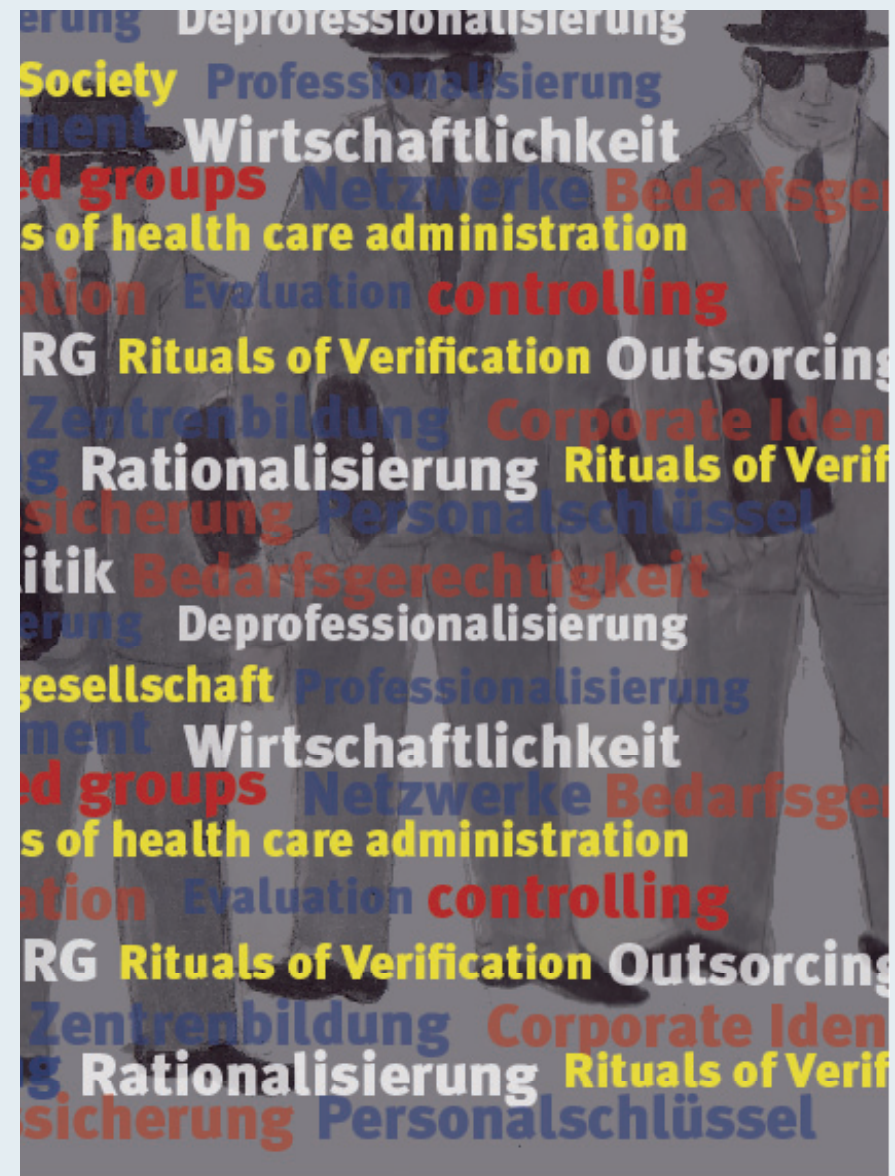 erung Deprofessionalisierung
Society Professionalisierung
ment Wirtschaftlichkeit
ed groups Netzwerke Bedarfsge
s of health care administration
ation Evaluation controlling
RG Rituals of Verification Outsorcing
Zentrenbildung Corporate Iden
g Rationalisierung Rituals of Verif
sicherung Personalschlüssel
itik Bedarfsgerechtigkeit
erung Deprofessionalisierung
gesellschaft Professionalisierung
ment Wirtschaftlichkeit
ed groups Netzwerke Bedarfsge
s of health care administration
ation Evaluation controlling
RG Rituals of Verification Outsorcing
Zentrenbildung Corporate Iden
g Rationalisierung Rituals of Verif
sicherung Personalschlüssel